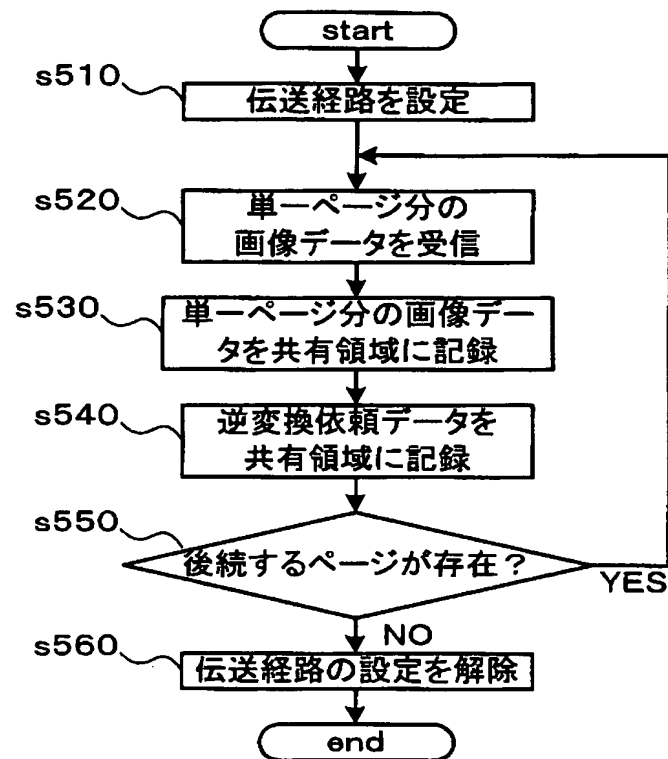 start
s510
伝送経路を設定
s520
単一ページ分の
画像データを受信
s530
単一ページ分の画像デー
タを共有領域に記録
s540
逆変換依頼データを
共有領域に記録
s550
後続するページが存在？
YES
NO
s560
伝送経路の設定を解除
end